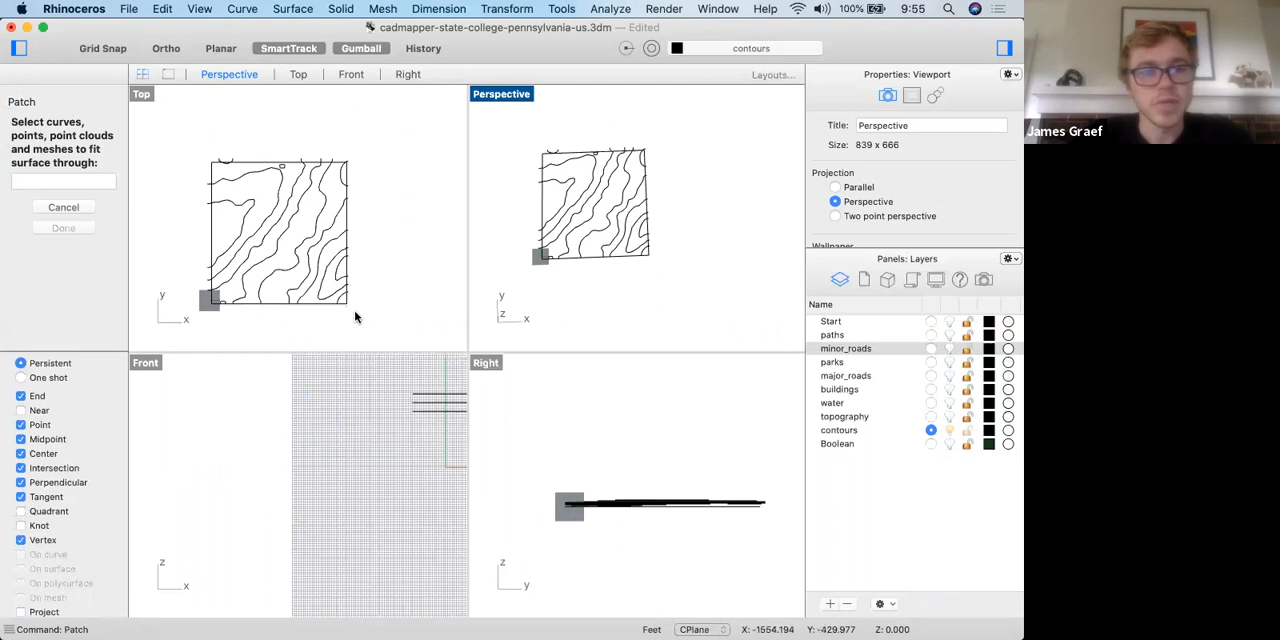 Rhinoceros File Edit View Curve Surface Solid Mesh Dimension Transform Tools Analyze Render Window Help 100% 9:55
cadmapper-state-college-pennsylvania-us.3dm — Edited
Grid Snap Ortho Planar SmartTrack Gumball History contours
Perspective Top Front Right Layouts...
Patch
Select curves,
points, point clouds
and meshes to fit
surface through:
Cancel
Done
Persistent
One shot
End
Near
Point
Midpoint
Center
Intersection
Perpendicular
Tangent
Quadrant
Knot
Vertex
On curve
On surface
On polysurface
On mesh
Project
Top
y
x
Perspective
y
z
x
Front
z
x
Right
z
y
Properties: Viewport
Title: Perspective
Size: 839 x 666
Projection
Parallel
Perspective
Two point perspective
Wallpaper
Panels: Layers
Name
Start
paths
minor_roads
parks
major_roads
buildings
water
topography
contours
Boolean
Command: Patch Feet CPlane X: -1554.194 Y: -429.977 Z: 0.000
James Graef